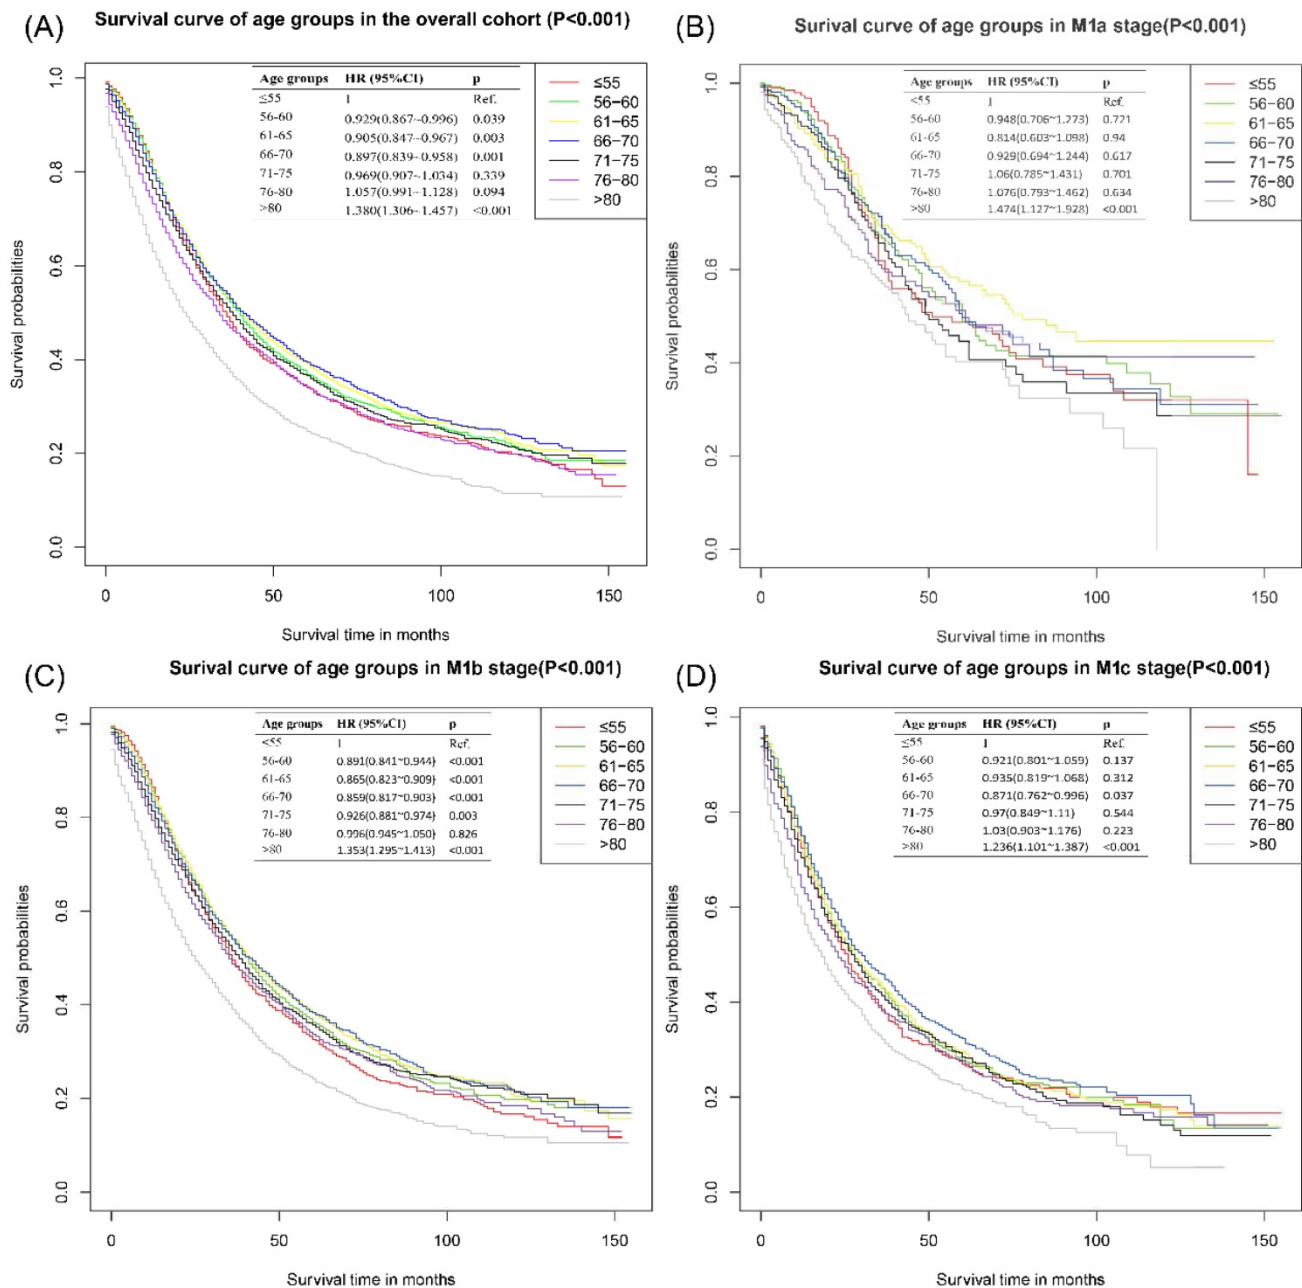 (A)
Survival curve of age groups in the overall cohort (P<0.001)
Age groups HR (95%CI) p
≤55 1 Ref.
56-60 0.929(0.867~0.996) 0.039
61-65 0.905(0.847~0.967) 0.003
66-70 0.897(0.839~0.958) 0.001
71-75 0.969(0.907~1.034) 0.339
76-80 1.057(0.991~1.128) 0.094
>80 1.380(1.306~1.457) <0.001
≤55
56−60
61−65
66−70
71−75
76−80
>80
Survival probabilities
1.0
0.8
0.6
0.4
0.2
0.0
0 50 100 150
Survival time in months
(B)
Surival curve of age groups in M1a stage(P<0.001)
Age groups HR (95%CI) p
<55 1 Ref.
56-60 0.948(0.706~1.273) 0.721
61-65 0.814(0.603~1.098) 0.94
66-70 0.929(0.694~1.244) 0.617
71-75 1.06(0.785~1.431) 0.701
76-80 1.076(0.793~1.462) 0.634
>80 1.474(1.127~1.928) <0.001
≤55
56−60
61−65
66−70
71−75
76−80
>80
Survival probabilities
1.0
0.8
0.6
0.4
0.2
0.0
0 50 100 150
Survival time in months
(C)
Surival curve of age groups in M1b stage(P<0.001)
Age groups HR (95%CI) p
≤55 1 Ref.
56-60 0.891(0.841~0.944) <0.001
61-65 0.865(0.823~0.909) <0.001
66-70 0.859(0.817~0.903) <0.001
71-75 0.926(0.881~0.974) 0.003
76-80 0.996(0.945~1.050) 0.826
>80 1.353(1.295~1.413) <0.001
≤55
56−60
61−65
66−70
71−75
76−80
>80
Survival probabilities
1.0
0.8
0.6
0.4
0.2
0.0
0 50 100 150
Survival time in months
(D)
Surival curve of age groups in M1c stage(P<0.001)
Age groups HR (95%CI) p
≤55 1 Ref.
56-60 0.921(0.801~1.059) 0.137
61-65 0.935(0.819~1.068) 0.312
66-70 0.871(0.762~0.996) 0.037
71-75 0.97(0.849~1.11) 0.544
76-80 1.03(0.903~1.176) 0.223
>80 1.236(1.101~1.387) <0.001
≤55
56−60
61−65
66−70
71−75
76−80
>80
Survival probabilities
1.0
0.8
0.6
0.4
0.2
0.0
0 50 100 150
Survival time in months